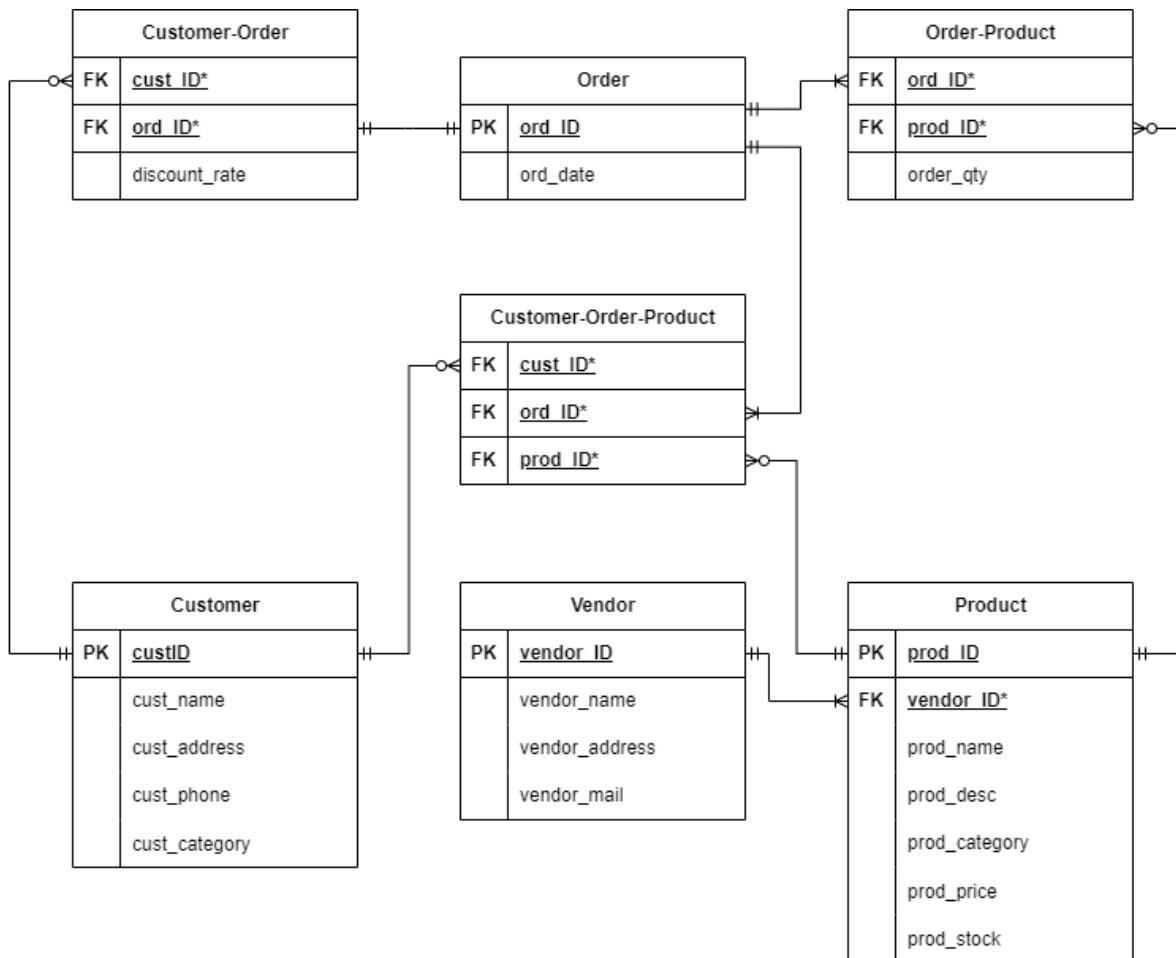 Customer-Order
FK cust_ID*
FK ord_ID*
discount_rate
Order
PK ord_ID
ord_date
Order-Product
FK ord_ID*
FK prod_ID*
order_qty
Customer-Order-Product
FK cust_ID*
FK ord_ID*
FK prod_ID*
Customer
PK custID
cust_name
cust_address
cust_phone
cust_category
Vendor
PK vendor_ID
vendor_name
vendor_address
vendor_mail
Product
PK prod_ID
FK vendor_ID*
prod_name
prod_desc
prod_category
prod_price
prod_stock